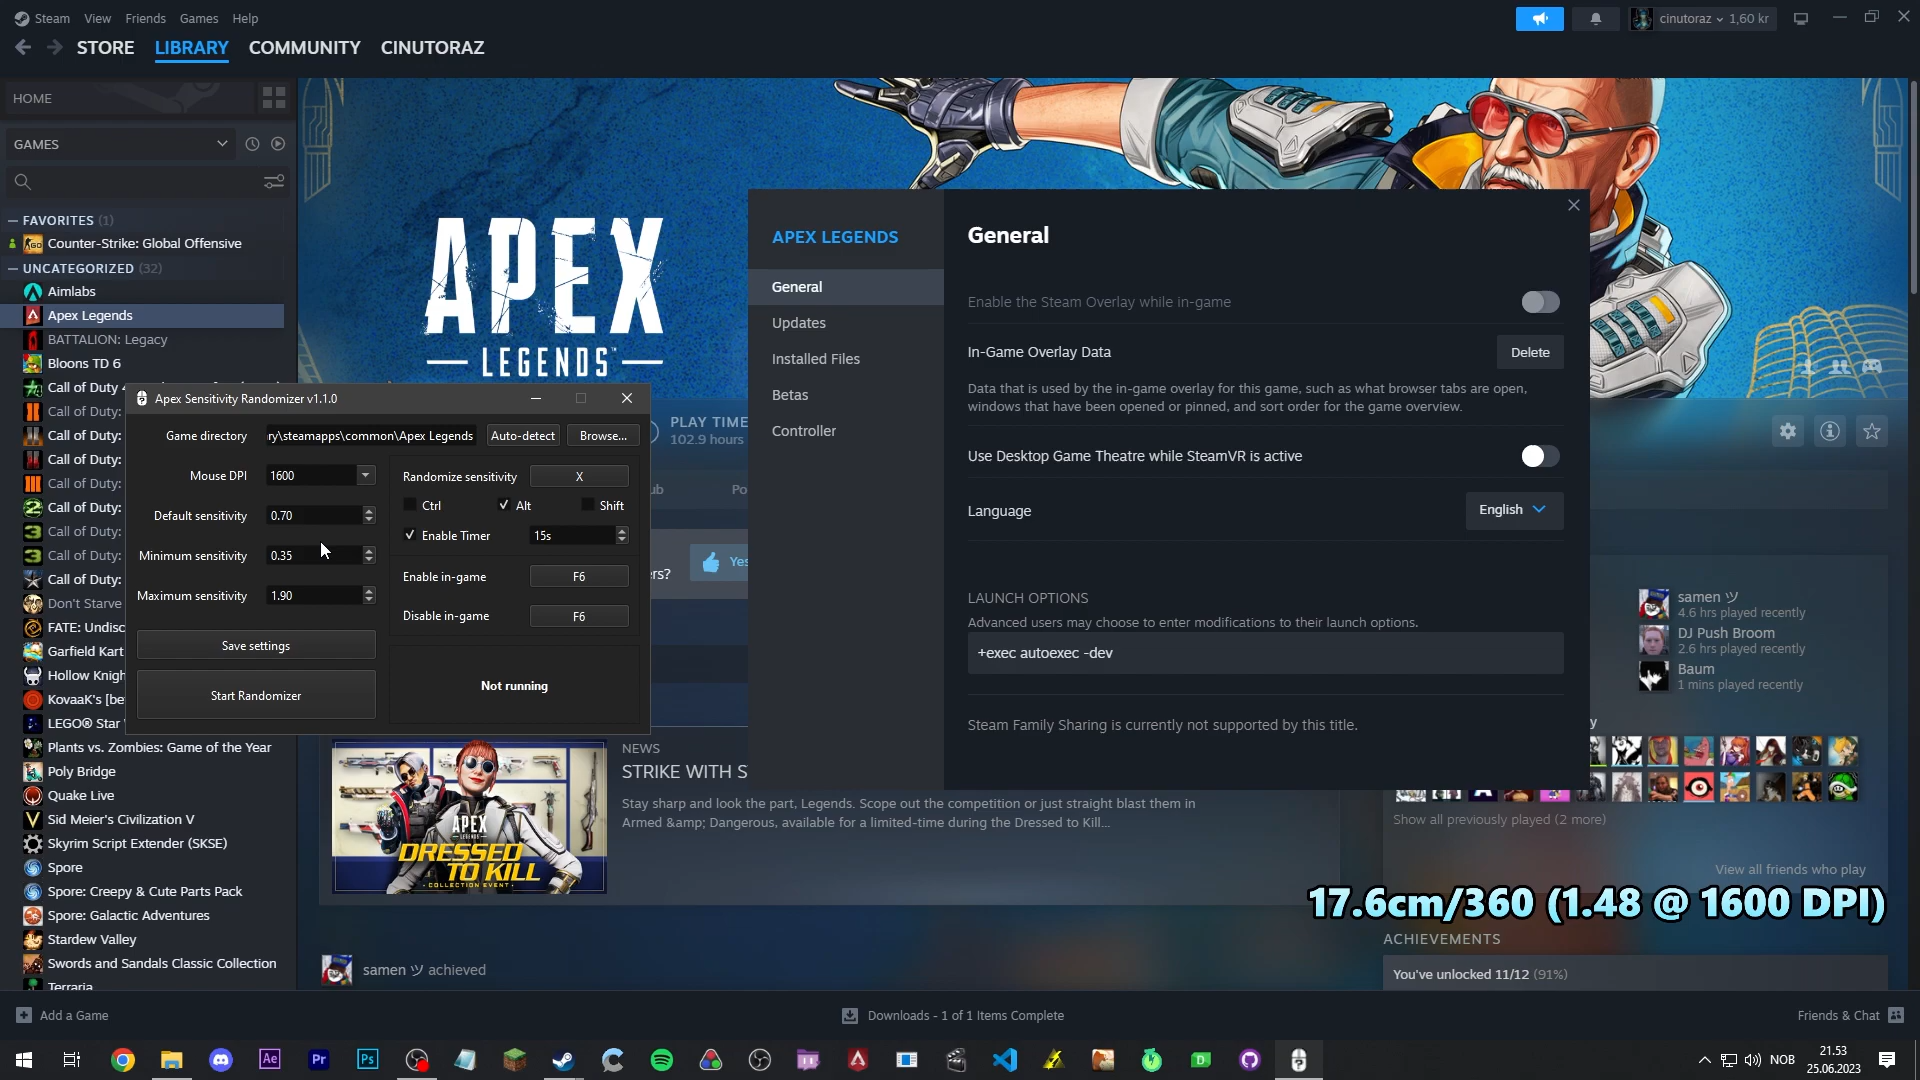 Steam View Friends Games Help
cinutoraz 1,60 kr
STORE LIBRARY COMMUNITY CINUTORAZ
HOME
GAMES
FAVORITES (1)
Counter-Strike: Global Offensive
UNCATEGORIZED (32)
Aimlabs
Apex Legends
BATTALION: Legacy
Bloons TD 6
Call of Duty 4
Call of Duty:
Call of Duty:
Call of Duty:
Call of Duty:
Call of Duty:
Call of Duty:
Call of Duty:
Call of Duty:
Don't Starve
FATE: Undisc
Garfield Kart
Hollow Knigh
KovaaK's [be
LEGO® Star
Plants vs. Zombies: Game of the Year
Poly Bridge
Quake Live
Sid Meier's Civilization V
Skyrim Script Extender (SKSE)
Spore
Spore: Creepy & Cute Parts Pack
Spore: Galactic Adventures
Stardew Valley
Swords and Sandals Classic Collection
Terraria
APEX
LEGENDS™
PLAY TIME
102.9 hours
ub
Po
ers?
Yes
Apex Sensitivity Randomizer v1.1.0
Game directory ry\steamapps\common\Apex Legends Auto-detect Browse...
Mouse DPI 1600
Default sensitivity 0.70
Minimum sensitivity 0.35
Maximum sensitivity 1.90
Save settings
Start Randomizer
Randomize sensitivity X
Ctrl Alt Shift
Enable Timer 15s
Enable in-game F6
Disable in-game F6
Not running
APEX LEGENDS
General
Updates
Installed Files
Betas
Controller
General
Enable the Steam Overlay while in-game
In-Game Overlay Data Delete
Data that is used by the in-game overlay for this game, such as what browser tabs are open,
windows that have been opened or pinned, and sort order for the game overview.
Use Desktop Game Theatre while SteamVR is active
Language English
LAUNCH OPTIONS
Advanced users may choose to enter modifications to their launch options.
+exec autoexec -dev
Steam Family Sharing is currently not supported by this title.
samen ツ
4.6 hrs played recently
DJ Push Broom
2.6 hrs played recently
Baum
1 mins played recently
y
Show all previously played (2 more)
View all friends who play
NEWS
STRIKE WITH S
Stay sharp and look the part, Legends. Scope out the competition or just straight blast them in
Armed &amp; Dangerous, available for a limited-time during the Dressed to Kill...
APEX
LEGENDS
DRESSED
TO KILL
COLLECTION EVENT
17.6cm/360 (1.48 @ 1600 DPI)
ACHIEVEMENTS
You've unlocked 11/12 (91%)
samen ツ achieved
Add a Game
Downloads - 1 of 1 Items Complete
Friends & Chat
Ae Pr Ps
NOB
21.53
25.06.2023